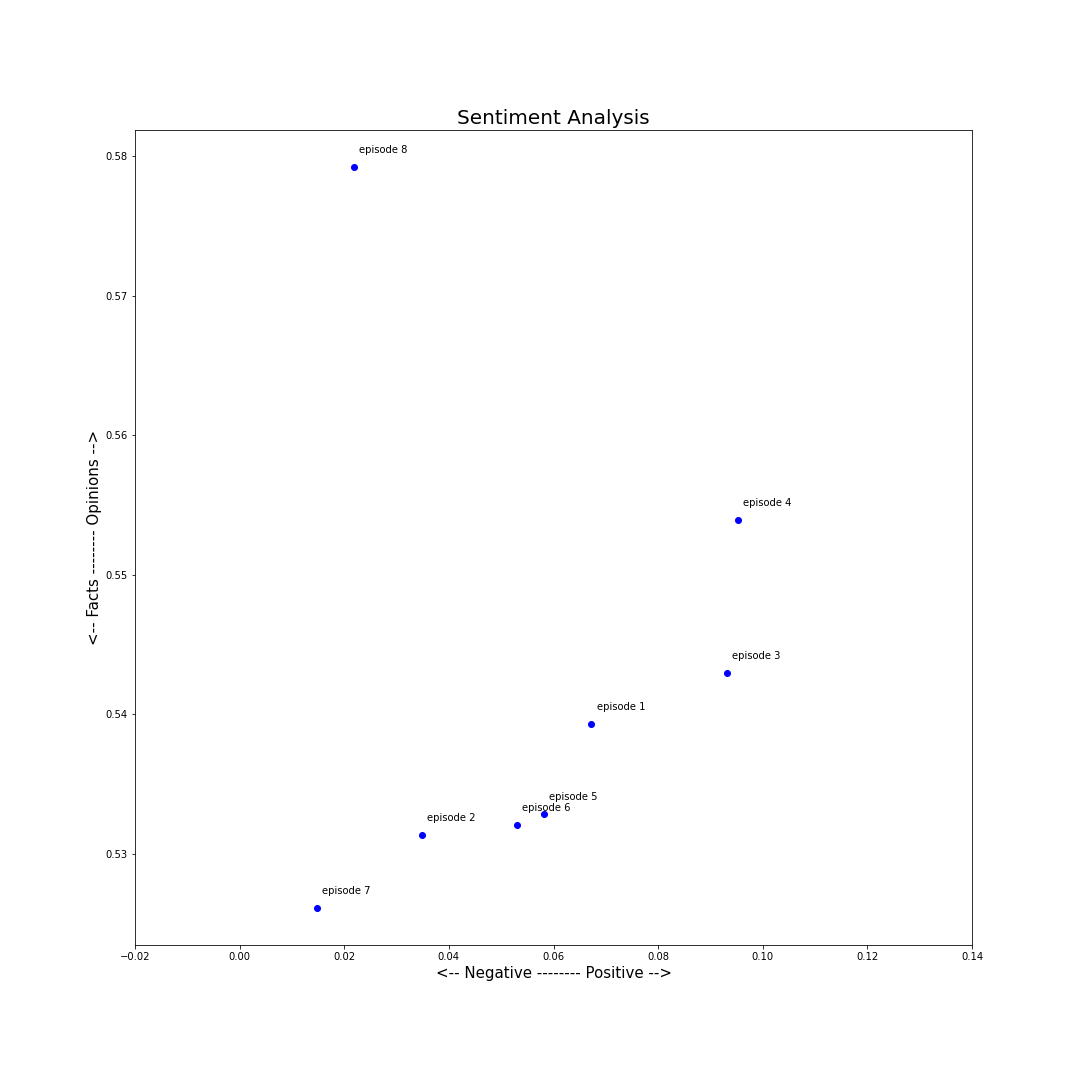 Sentiment Analysis
episode 8
0.58
0.57
<-- Facts -------- Opinions -->
0.56
episode 4
0.55
episode 3
episode 1
0.54
episode 5
episode 6
episode 2
0.53
episode 7
−0.02 0.00 0.02 0.04 0.06 0.08 0.10 0.12 0.14
<-- Negative -------- Positive -->